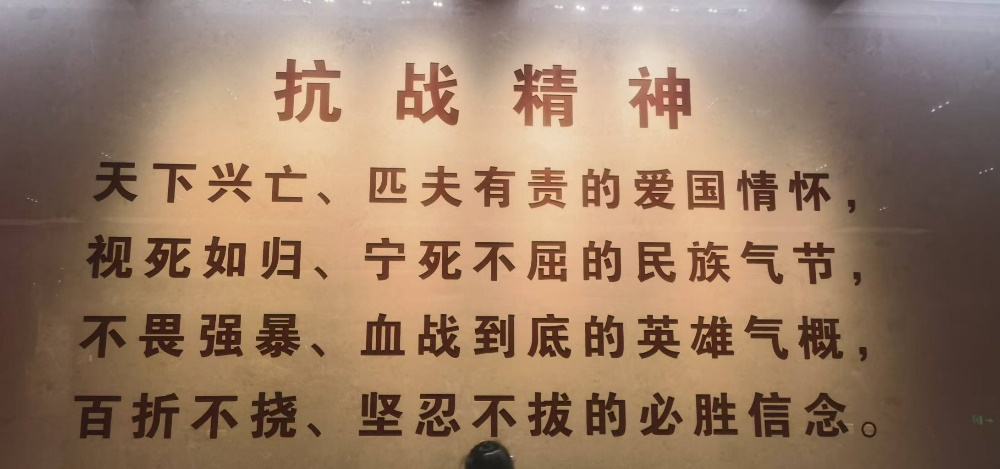 抗战精神
天下兴亡、匹夫有责的爱国情怀，
视死如归、宁死不屈的民族气节，
不畏强暴、血战到底的英雄气概，
百折不挠、坚忍不拔的必胜信念。